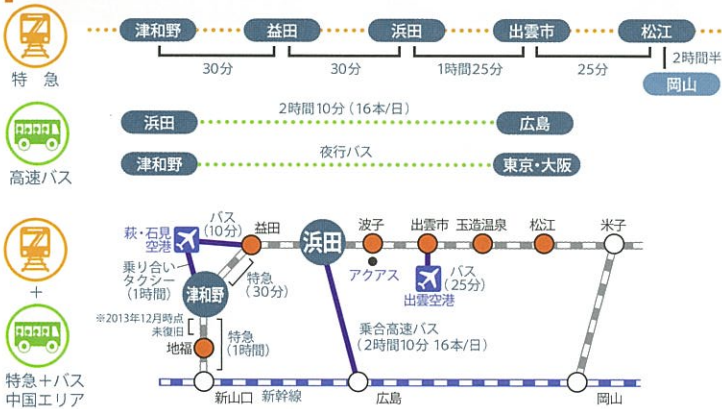 津和野
益田
浜田
出雲市
松江
30分
30分
1時間25分
25分
2時間半
岡山
特 急
浜田
2時間10分(16本/日)
広島
津和野
夜行バス
東京・大阪
高速バス
萩・石見
空港
バス
(10分)
益田
浜田
波子
出雲市
玉造温泉
松江
米子
アクアス
出雲空港
バス
(25分)
乗り合い
タクシー
(1時間)
津和野
特急
(30分)
※2013年12月時点
未復旧
地福
特急
(1時間)
乗合高速バス
(2時間10分 16本/日)
新山口
新幹線
広島
岡山
+
特急+バス
中国エリア